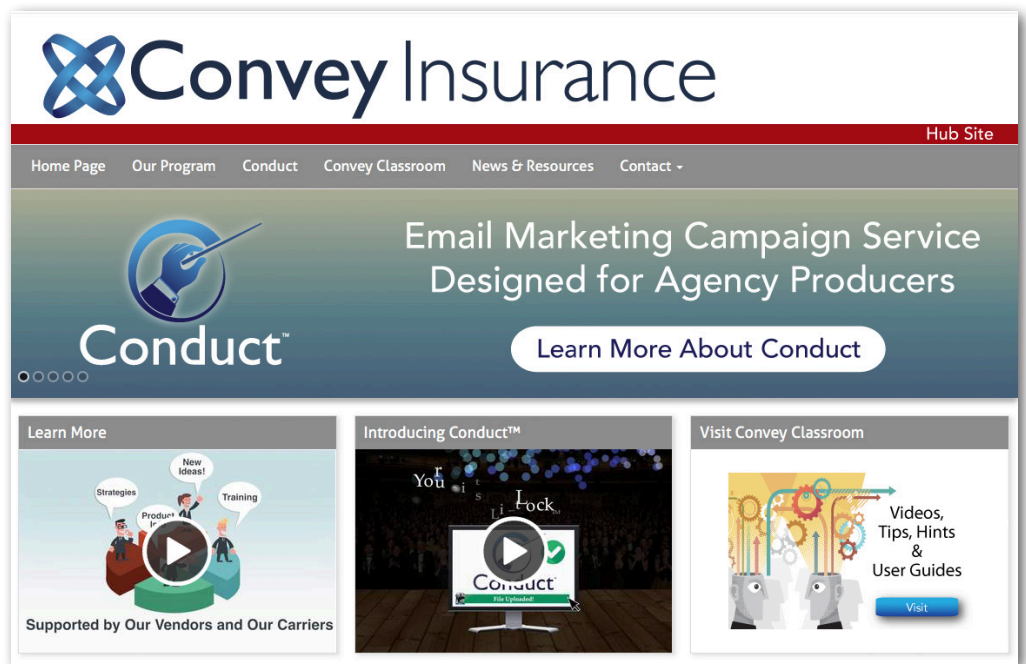 Convey Insurance
Hub Site
Home Page Our Program Conduct Convey Classroom News & Resources Contact
Email Marketing Campaign Service
Designed for Agency Producers
Conduct™
Learn More About Conduct
Learn More
New
Ideas!
Strategies
Training
Product
Supported by Our Vendors and Our Carriers
Introducing Conduct™
Conduct
File Uploaded!
Visit Convey Classroom
Videos,
Tips, Hints
&
User Guides
Visit